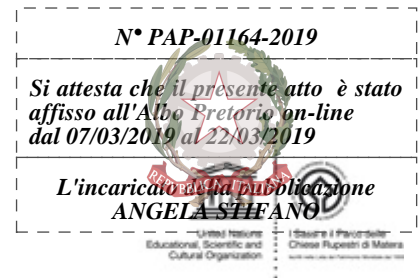 N° PAP-01164-2019
Si attesta che il presente atto è stato
affisso all'Albo Pretorio on-line
dal 07/03/2019 al 22/03/2019
L'incaricato della pubblicazione
ANGELA STIFANO
REPUBBLICA ITALIANA
United Nations
Educational, Scientific and
Cultural Organization
I Sassi e il Parco delle
Chiese Rupestri di Matera